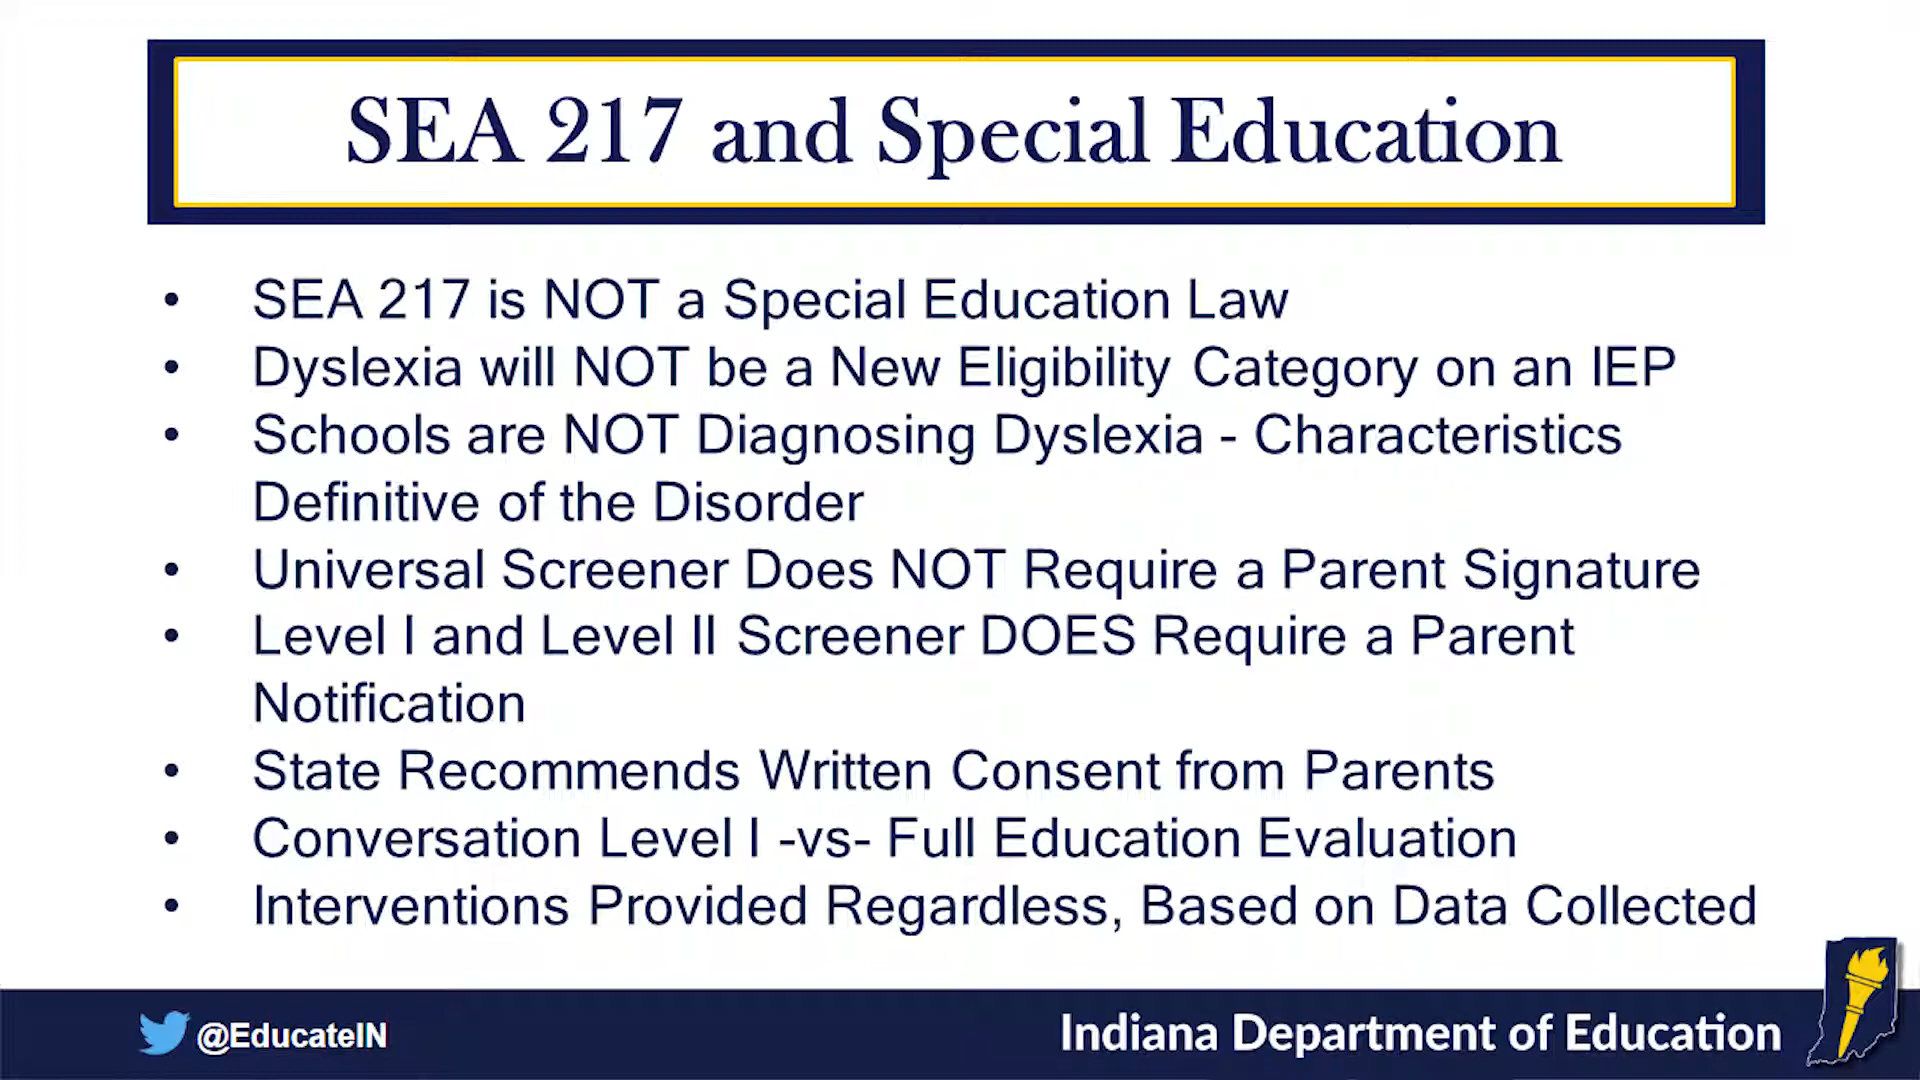 SEA 217 and Special Education
• SEA 217 is NOT a Special Education Law
• Dyslexia will NOT be a New Eligibility Category on an IEP
• Schools are NOT Diagnosing Dyslexia - Characteristics
Definitive of the Disorder
• Universal Screener Does NOT Require a Parent Signature
• Level I and Level II Screener DOES Require a Parent
Notification
• State Recommends Written Consent from Parents
• Conversation Level I -vs- Full Education Evaluation
• Interventions Provided Regardless, Based on Data Collected
@EducateIN
Indiana Department of Education